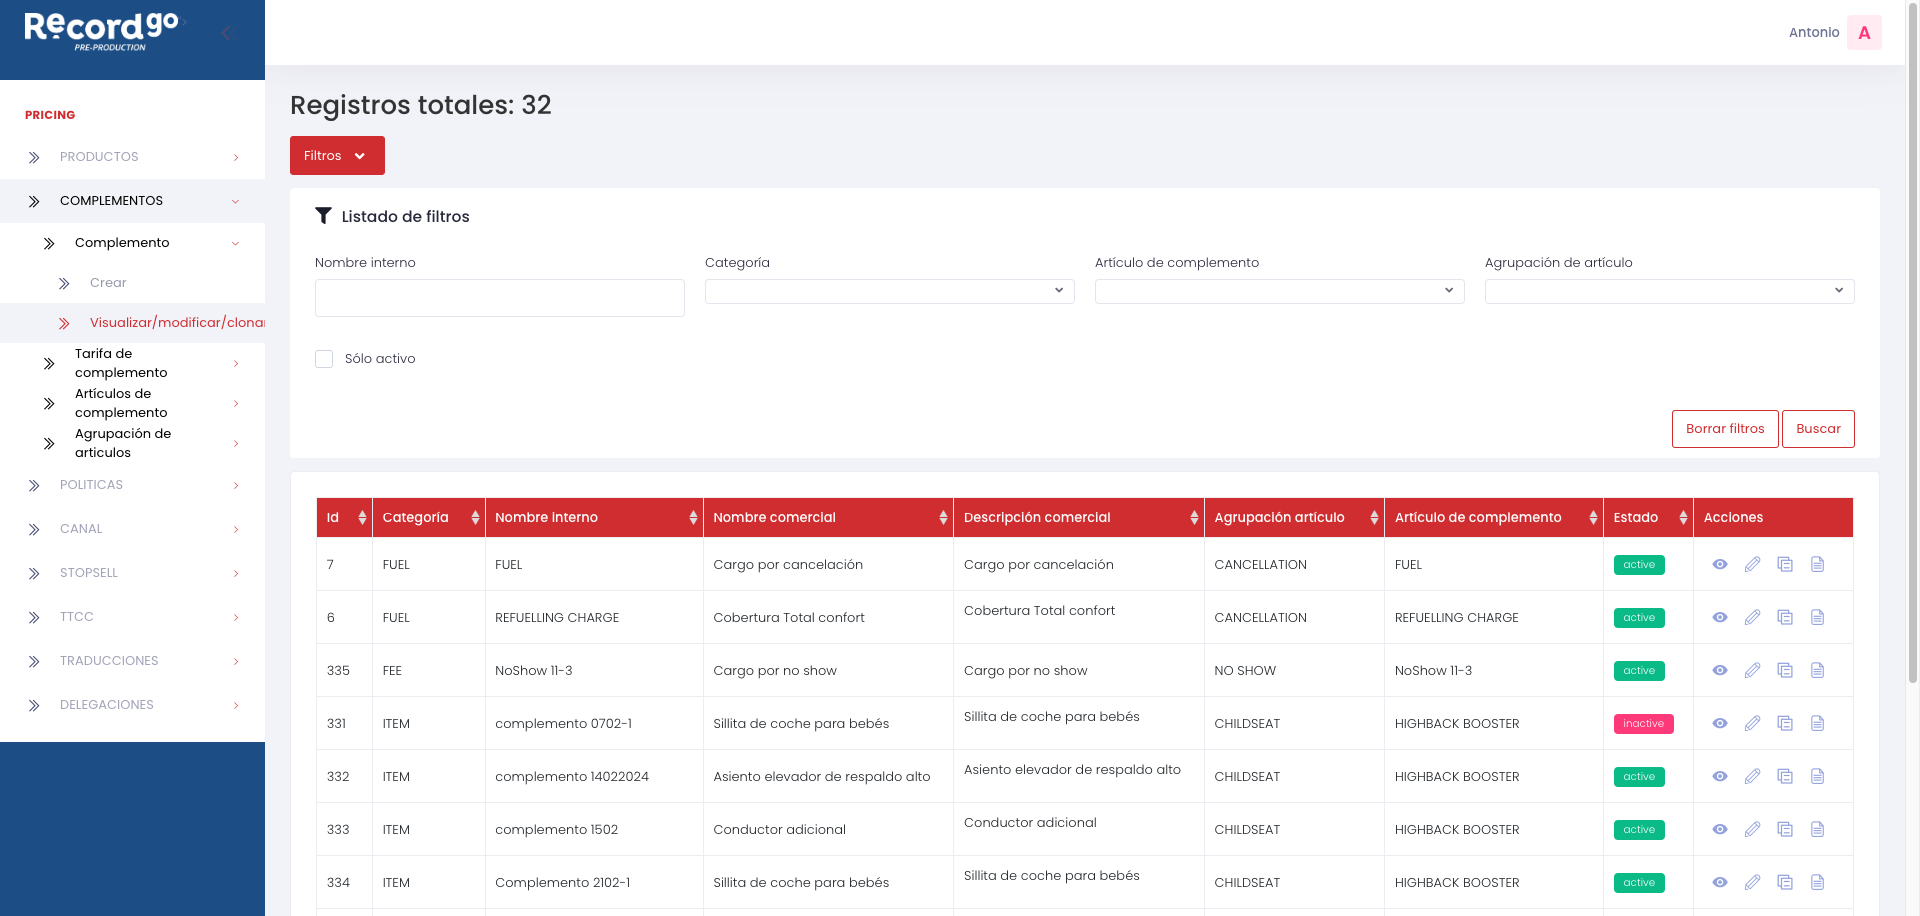 Recordgo
PRE-PRODUCTION
Antonio
A
PRICING
PRODUCTOS
COMPLEMENTOS
Complemento
Crear
Visualizar/modificar/clonar
Tarifa de
complemento
Artículos de
complemento
Agrupación de
articulos
POLITICAS
CANAL
STOPSELL
TTCC
TRADUCCIONES
DELEGACIONES
Registros totales: 32
Filtros
Listado de filtros
Nombre interno
Categoría
Artículo de complemento
Agrupación de artículo
Sólo activo
Borrar filtros
Buscar
Id Categoría Nombre interno Nombre comercial Descripción comercial Agrupación artículo Artículo de complemento Estado Acciones
7 FUEL FUEL Cargo por cancelación Cargo por cancelación CANCELLATION FUEL active
6 FUEL REFUELLING CHARGE Cobertura Total confort Cobertura Total confort CANCELLATION REFUELLING CHARGE active
335 FEE NoShow 11-3 Cargo por no show Cargo por no show NO SHOW NoShow 11-3 active
331 ITEM complemento 0702-1 Sillita de coche para bebés Sillita de coche para bebés CHILDSEAT HIGHBACK BOOSTER inactive
332 ITEM complemento 14022024 Asiento elevador de respaldo alto Asiento elevador de respaldo alto CHILDSEAT HIGHBACK BOOSTER active
333 ITEM complemento 1502 Conductor adicional Conductor adicional CHILDSEAT HIGHBACK BOOSTER active
334 ITEM Complemento 2102-1 Sillita de coche para bebés Sillita de coche para bebés CHILDSEAT HIGHBACK BOOSTER active